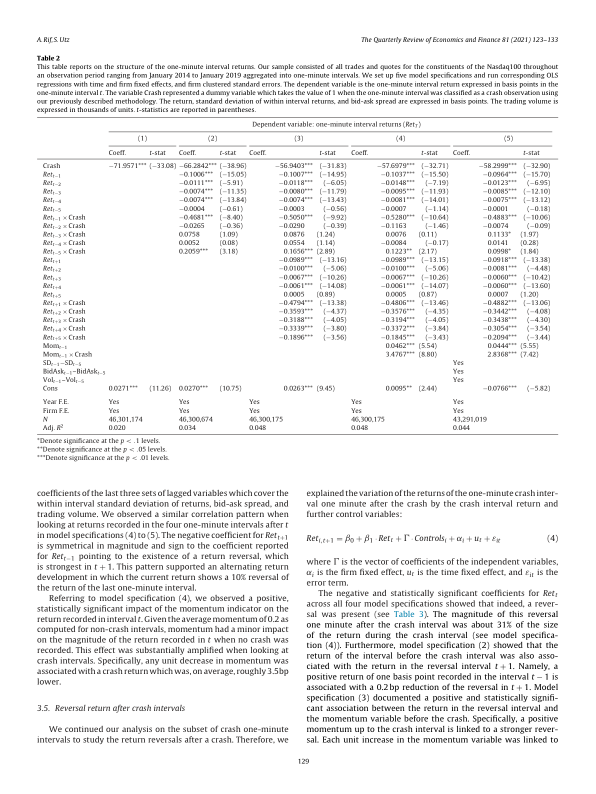 A. Rif, S. Utz
The Quarterly Review of Economics and Finance 81 (2021) 123–133
Table 2
This table reports on the structure of the one-minute interval returns. Our sample consisted of all trades and quotes for the constituents of the Nasdaq100 throughout
an observation period ranging from January 2014 to January 2019 aggregated into one-minute intervals. We set up five model specifications and run corresponding OLS
regressions with time and firm fixed effects, and firm clustered standard errors. The dependent variable is the one-minute interval return expressed in basis points in the
one-minute interval t. The variable Crash represented a dummy variable which takes the value of 1 when the one-minute interval was classified as a crash observation using
our previously described methodology. The return, standard deviation of within interval returns, and bid-ask spread are expressed in basis points. The trading volume is
expressed in thousands of units. t-statistics are reported in parentheses.
Dependent variable: one-minute interval returns (Ret_T)
(1) (2) (3) (4) (5)
Coeff. t-stat Coeff. t-stat Coeff. t-stat Coeff. t-stat Coeff. t-stat
Crash −71.9571*** (−33.08) −66.2842*** (−38.96) −56.9403*** (−31.83) −57.6979*** (−32.71) −58.2999*** (−32.90)
Ret_{t−1} −0.1006*** (−15.05) −0.1007*** (−14.95) −0.1037*** (−15.50) −0.0964*** (−15.70)
Ret_{t−2} −0.0111*** (−5.91) −0.0118*** (−6.05) −0.0148*** (−7.19) −0.0123*** (−6.95)
Ret_{t−3} −0.0074*** (−11.35) −0.0080*** (−11.79) −0.0095*** (−11.93) −0.0085*** (−12.10)
Ret_{t−4} −0.0074*** (−13.84) −0.0074*** (−13.43) −0.0081*** (−14.01) −0.0075*** (−13.12)
Ret_{t−5} −0.0004 (−0.61) −0.0003 (−0.56) −0.0007 (−1.14) −0.0001 (−0.18)
Ret_{t−1} × Crash −0.4681*** (−8.40) −0.5050*** (−9.92) −0.5280*** (−10.64) −0.4883*** (−10.06)
Ret_{t−2} × Crash −0.0265 (−0.36) −0.0290 (−0.39) −0.1163 (−1.46) −0.0074 (−0.09)
Ret_{t−3} × Crash 0.0758 (1.09) 0.0876 (1.24) 0.0076 (0.11) 0.1133* (1.97)
Ret_{t−4} × Crash 0.0052 (0.08) 0.0554 (1.14) −0.0084 (−0.17) 0.0141 (0.28)
Ret_{t−5} × Crash 0.2059*** (3.18) 0.1656*** (2.89) 0.1223** (2.17) 0.0998* (1.84)
Ret_{t+1} −0.0989*** (−13.16) −0.0989*** (−13.15) −0.0918*** (−13.38)
Ret_{t+2} −0.0100*** (−5.06) −0.0100*** (−5.06) −0.0081*** (−4.48)
Ret_{t+3} −0.0067*** (−10.26) −0.0067*** (−10.26) −0.0060*** (−10.42)
Ret_{t+4} −0.0061*** (−14.08) −0.0061*** (−14.07) −0.0060*** (−13.60)
Ret_{t+5} 0.0005 (0.89) 0.0005 (0.87) 0.0007 (1.20)
Ret_{t+1} × Crash −0.4794*** (−13.38) −0.4806*** (−13.46) −0.4882*** (−13.06)
Ret_{t+2} × Crash −0.3593*** (−4.37) −0.3576*** (−4.35) −0.3442*** (−4.08)
Ret_{t+3} × Crash −0.3188*** (−4.05) −0.3194*** (−4.05) −0.3438*** (−4.30)
Ret_{t+4} × Crash −0.3339*** (−3.80) −0.3372*** (−3.84) −0.3054*** (−3.54)
Ret_{t+5} × Crash −0.1896*** (−3.56) −0.1845*** (−3.43) −0.2094*** (−3.44)
Mom_{t−1} 0.0462*** (5.54) 0.0444*** (5.55)
Mom_{t−1} × Crash 3.4767*** (8.80) 2.8368*** (7.42)
SD_{t−1}–SD_{t−5} Yes
BidAsk_{t−1}–BidAsk_{t−5} Yes
Vol_{t−1}–Vol_{t−5} Yes
Cons 0.0271*** (11.26) 0.0270*** (10.75) 0.0263*** (9.45) 0.0095** (2.44) −0.0766*** (−5.82)
Year F.E. Yes Yes Yes Yes Yes
Firm F.E. Yes Yes Yes Yes Yes
N 46,301,174 46,300,674 46,300,175 46,300,175 43,291,019
Adj. R² 0.020 0.034 0.048 0.048 0.044
*Denote significance at the p < .1 levels.
**Denote significance at the p < .05 levels.
***Denote significance at the p < .01 levels.
coefficients of the last three sets of lagged variables which cover the
within interval standard deviation of returns, bid-ask spread, and
trading volume. We observed a similar correlation pattern when
looking at returns recorded in the four one-minute intervals after t
in model specifications (4) to (5). The negative coefficient for Ret_{t+1}
is symmetrical in magnitude and sign to the coefficient reported
for Ret_{t−1} pointing to the existence of a return reversal, which
is strongest in t + 1. This pattern supported an alternating return
development in which the current return shows a 10% reversal of
the return of the last one-minute interval.
Referring to model specification (4), we observed a positive,
statistically significant impact of the momentum indicator on the
return recorded in interval t. Given the average momentum of 0.2 as
computed for non-crash intervals, momentum had a minor impact
on the magnitude of the return recorded in t when no crash was
recorded. This effect was substantially amplified when looking at
crash intervals. Specifically, any unit decrease in momentum was
associated with a crash return which was, on average, roughly 3.5bp
lower.
3.5. Reversal return after crash intervals
We continued our analysis on the subset of crash one-minute
intervals to study the return reversals after a crash. Therefore, we
explained the variation of the returns of the one-minute crash inter-
val one minute after the crash by the crash interval return and
further control variables:
Ret_{i,t+1} = β₀ + β₁ · Ret_t + Γ · Controls_t + α_i + u_t + ε_{it} (4)
where Γ is the vector of coefficients of the independent variables,
α_i is the firm fixed effect, u_t is the time fixed effect, and ε_{it} is the
error term.
The negative and statistically significant coefficients for Ret_t
across all four model specifications showed that indeed, a rever-
sal was present (see Table 3). The magnitude of this reversal
one minute after the crash interval was about 31% of the size
of the return during the crash interval (see model specifica-
tion (4)). Furthermore, model specification (2) showed that the
return of the interval before the crash interval was also asso-
ciated with the return in the reversal interval t + 1. Namely, a
positive return of one basis point recorded in the interval t − 1 is
associated with a 0.2 bp reduction of the reversal in t + 1. Model
specification (3) documented a positive and statistically signifi-
cant association between the return in the reversal interval and
the momentum variable before the crash. Specifically, a positive
momentum up to the crash interval is linked to a stronger rever-
sal. Each unit increase in the momentum variable was linked to
129